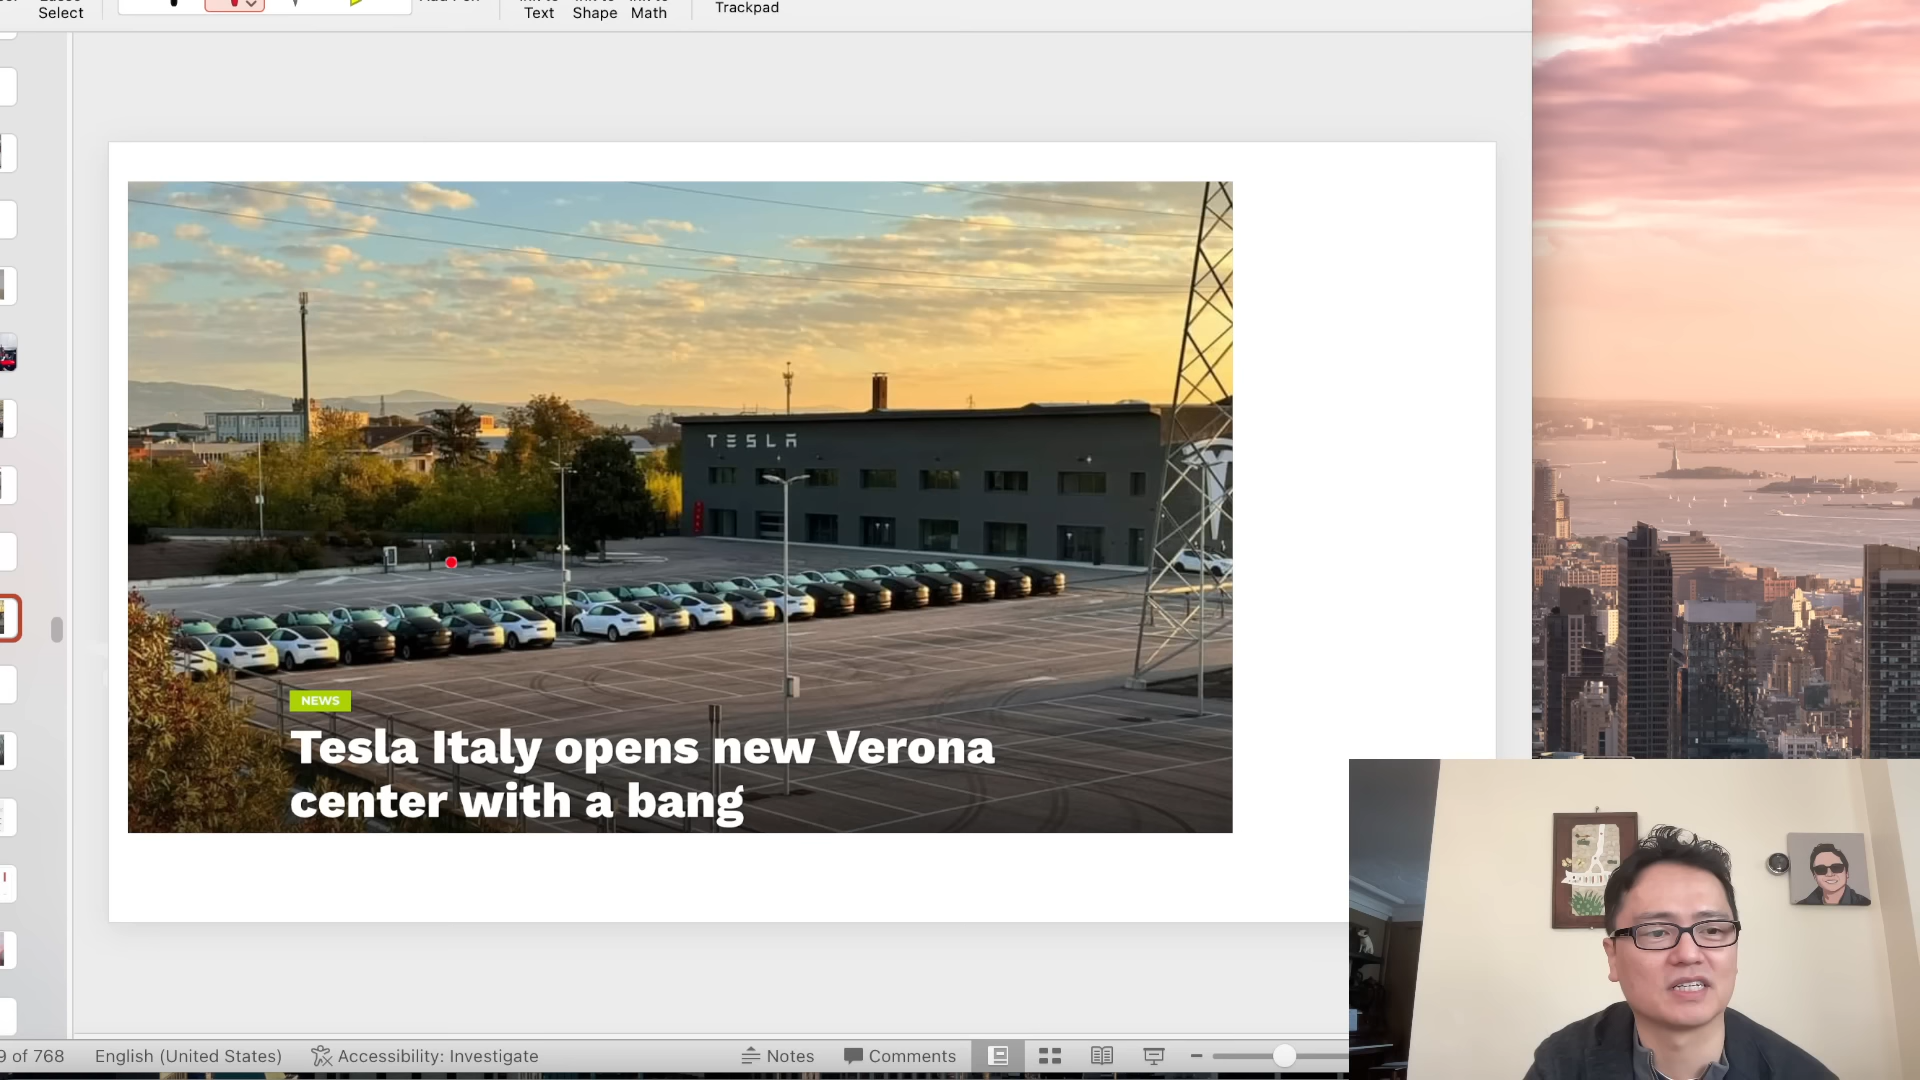 Select
Text
Shape
Math
Trackpad
TESLA
NEWS
Tesla Italy opens new Verona
center with a bang
9 of 768
English (United States)
Accessibility: Investigate
Notes
Comments